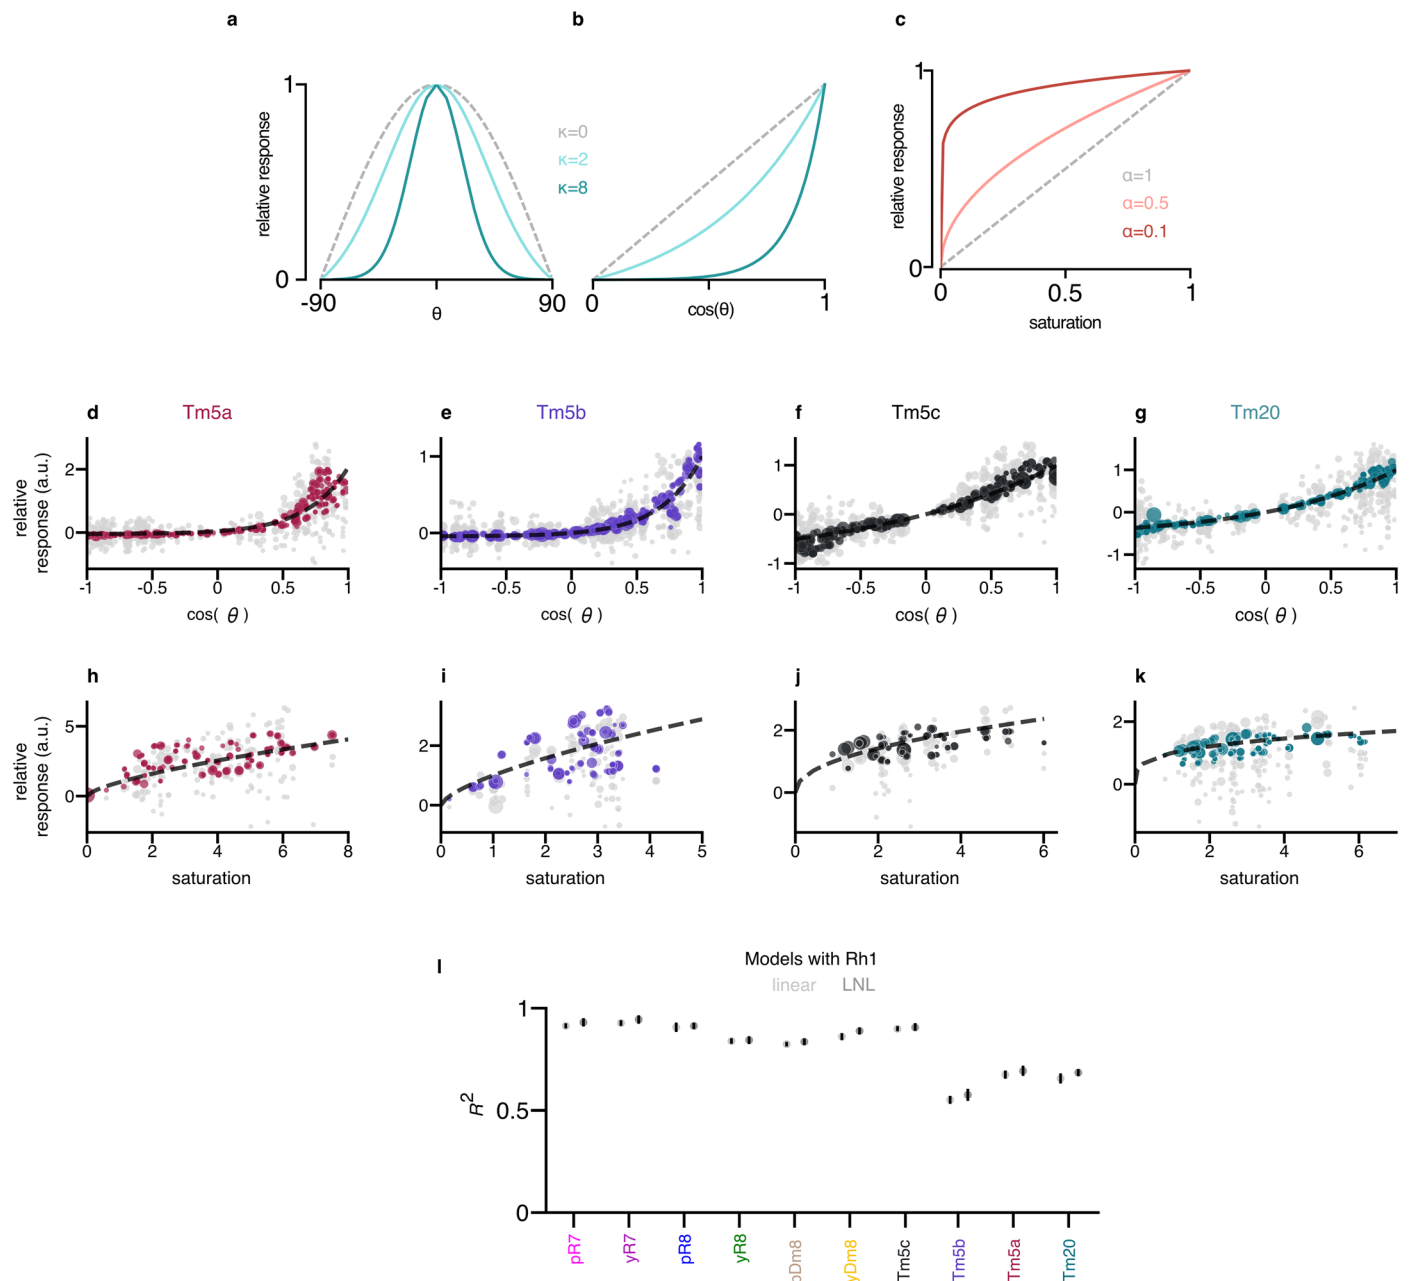 a
b
c
relative response
1
0
-90
θ
90
κ=0
κ=2
κ=8
0
cos(θ)
1
relative response
1
0
0
0.5
1
saturation
α=1
α=0.5
α=0.1
d Tm5a
e Tm5b
f Tm5c
g Tm20
relative
response (a.u.)
2
0
-1 -0.5 0 0.5 1
cos( θ )
1
0
-1 -0.5 0 0.5 1
cos( θ )
1
0
-1
-1 -0.5 0 0.5 1
cos( θ )
1
0
-1
-1 -0.5 0 0.5 1
cos( θ )
h
i
j
k
relative
response (a.u.)
5
0
0 2 4 6 8
saturation
2
0
0 1 2 3 4 5
saturation
2
0
0 2 4 6
saturation
2
0
0 2 4 6
saturation
l
Models with Rh1
linear LNL
R²
1
0.5
0
pR7
yR7
pR8
yR8
pDm8
yDm8
Tm5c
Tm5b
Tm5a
Tm20